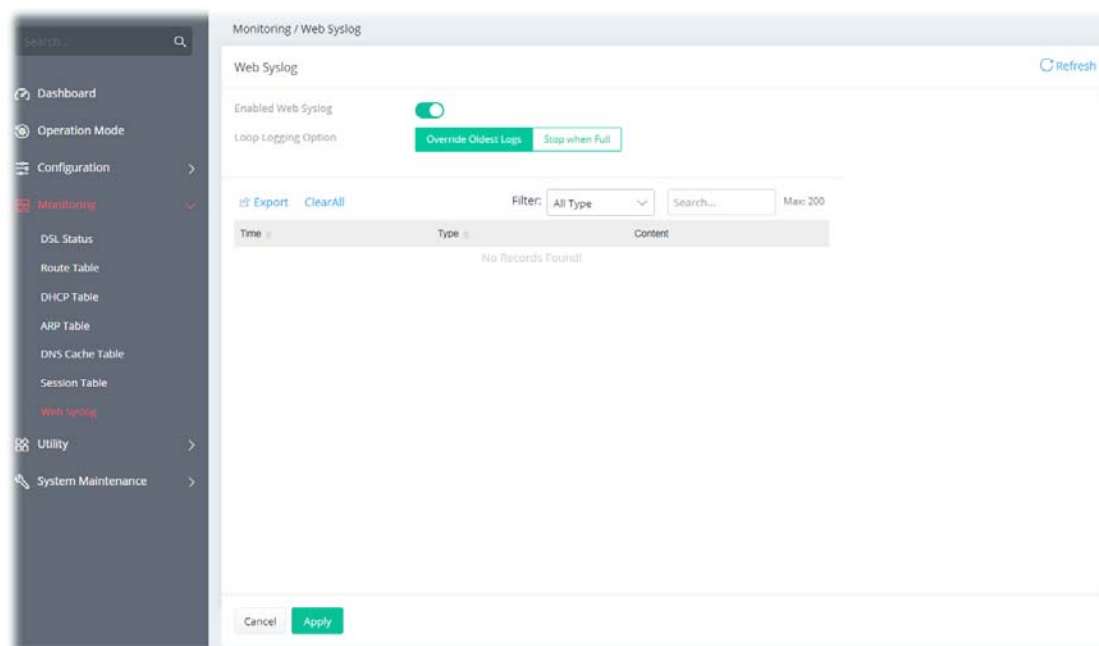 Search...
Dashboard
Operation Mode
Configuration
Monitoring
DSL Status
Route Table
DHCP Table
ARP Table
DNS Cache Table
Session Table
Web Syslog
Utility
System Maintenance
Monitoring / Web Syslog
Web Syslog
Refresh
Enabled Web Syslog
Loop Logging Option
Override Oldest Logs Stop when Full
Export ClearAll Filter: All Type Search... Max: 200
Time Type Content
No Records Found!
Cancel Apply